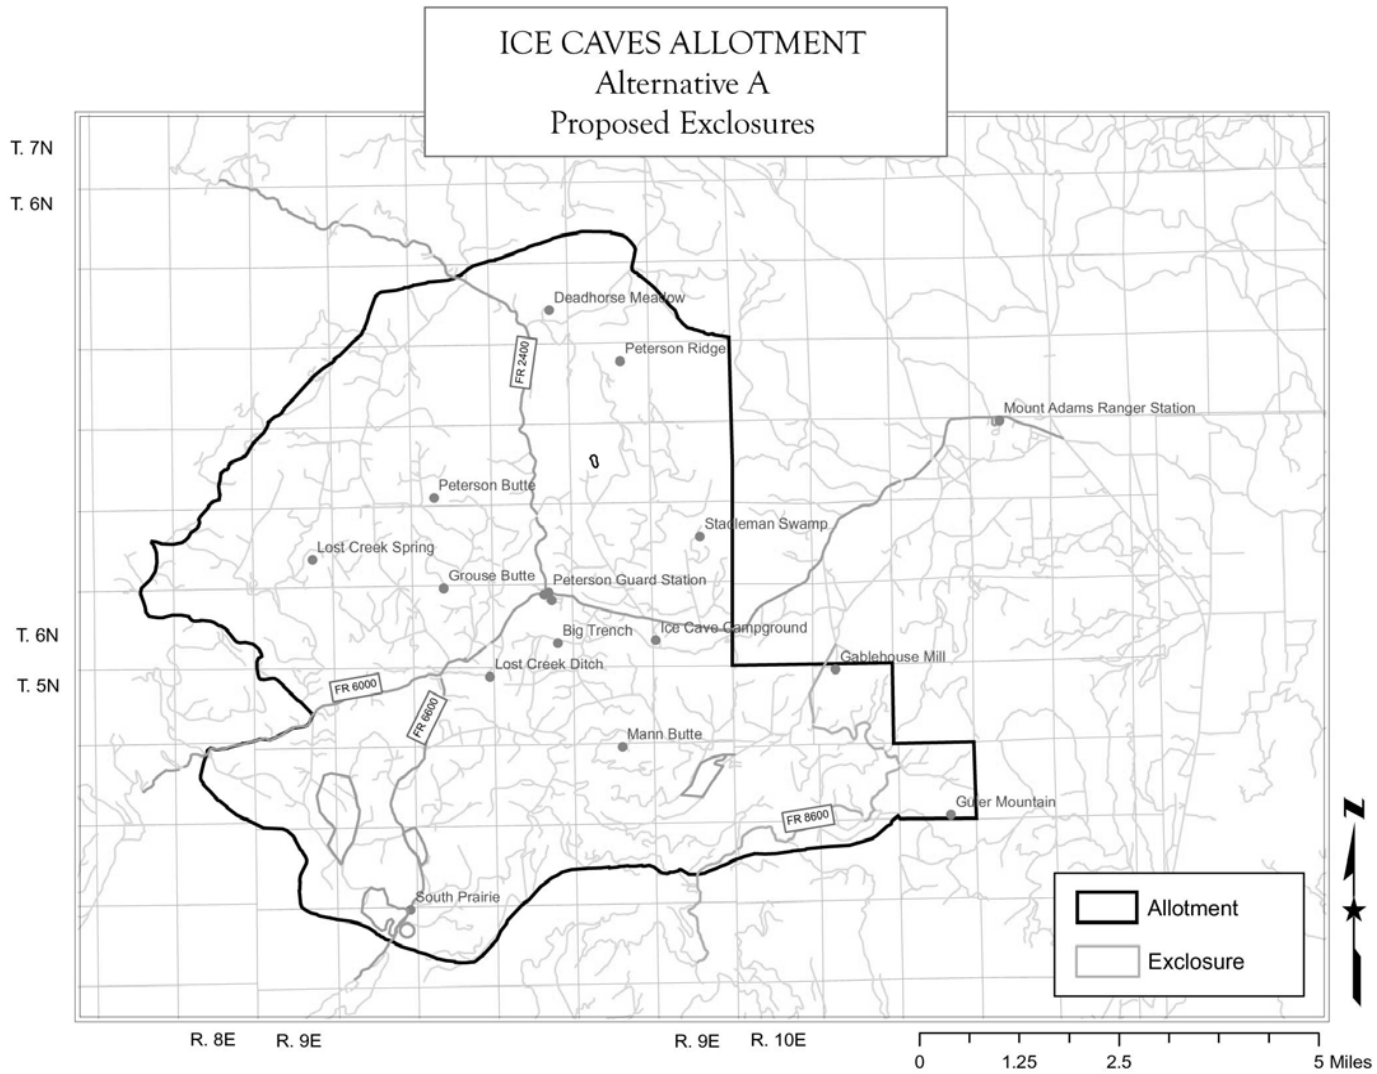 ICE CAVES ALLOTMENT
Alternative A
Proposed Exclosures
T. 7N
T. 6N
Deadhorse Meadow
FR 2400
Peterson Ridge
Mount Adams Ranger Station
Peterson Butte
Stadleman Swamp
Lost Creek Spring
Grouse Butte
Peterson Guard Station
Big Trench
Ice Cave Campground
T. 6N
T. 5N
Lost Creek Ditch
Gablehouse Mill
FR 6000
FR 6600
Mann Butte
Guler Mountain
FR 8600
South Prairie
Allotment
Exclosure
N
R. 8E
R. 9E
R. 9E
R. 10E
0
1.25
2.5
5 Miles